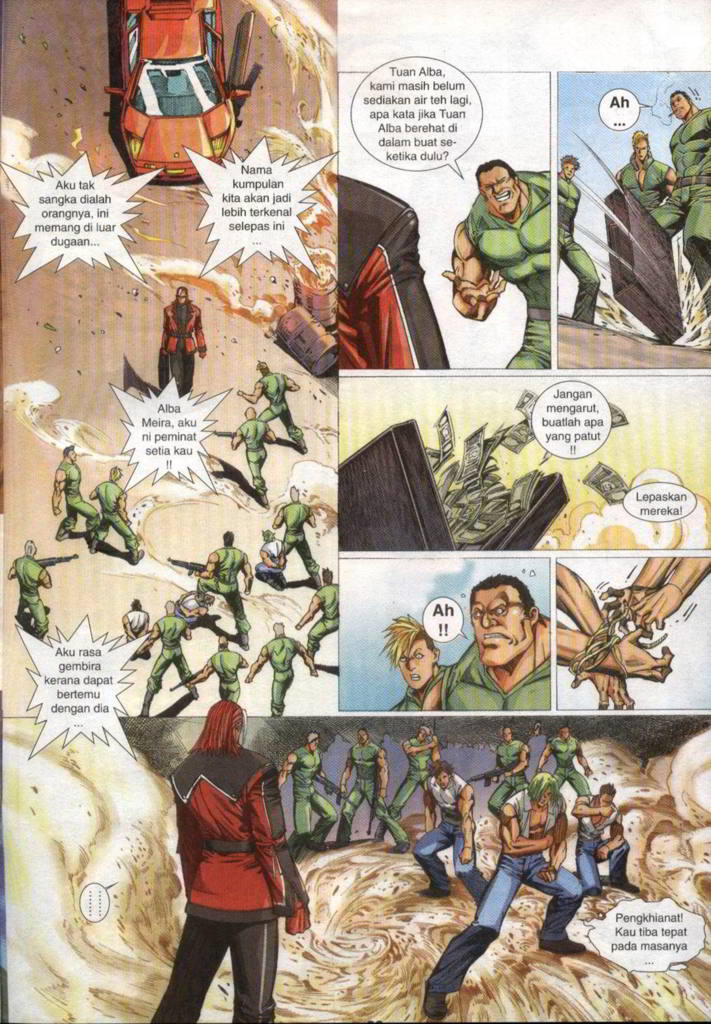 Aku tak
sangka dialah
orangnya, ini
memang di luar
dugaan...
Nama
kumpulan
kita akan jadi
lebih terkenal
selepas ini
...
Alba
Meira, aku
ni peminat
setia kau
!!
Aku rasa
gembira
kerana dapat
bertemu
dengan dia
...
Tuan Alba,
kami masih belum
sediakan air teh lagi,
apa kata jika Tuan
Alba berehat di
dalam buat se-
ketika dulu?
Ah
...
Jangan
mengarut,
buatlah apa
yang patut
!!
Lepaskan
mereka!
Ah
!!
......
Pengkhianat!
Kau tiba tepat
pada masanya
...